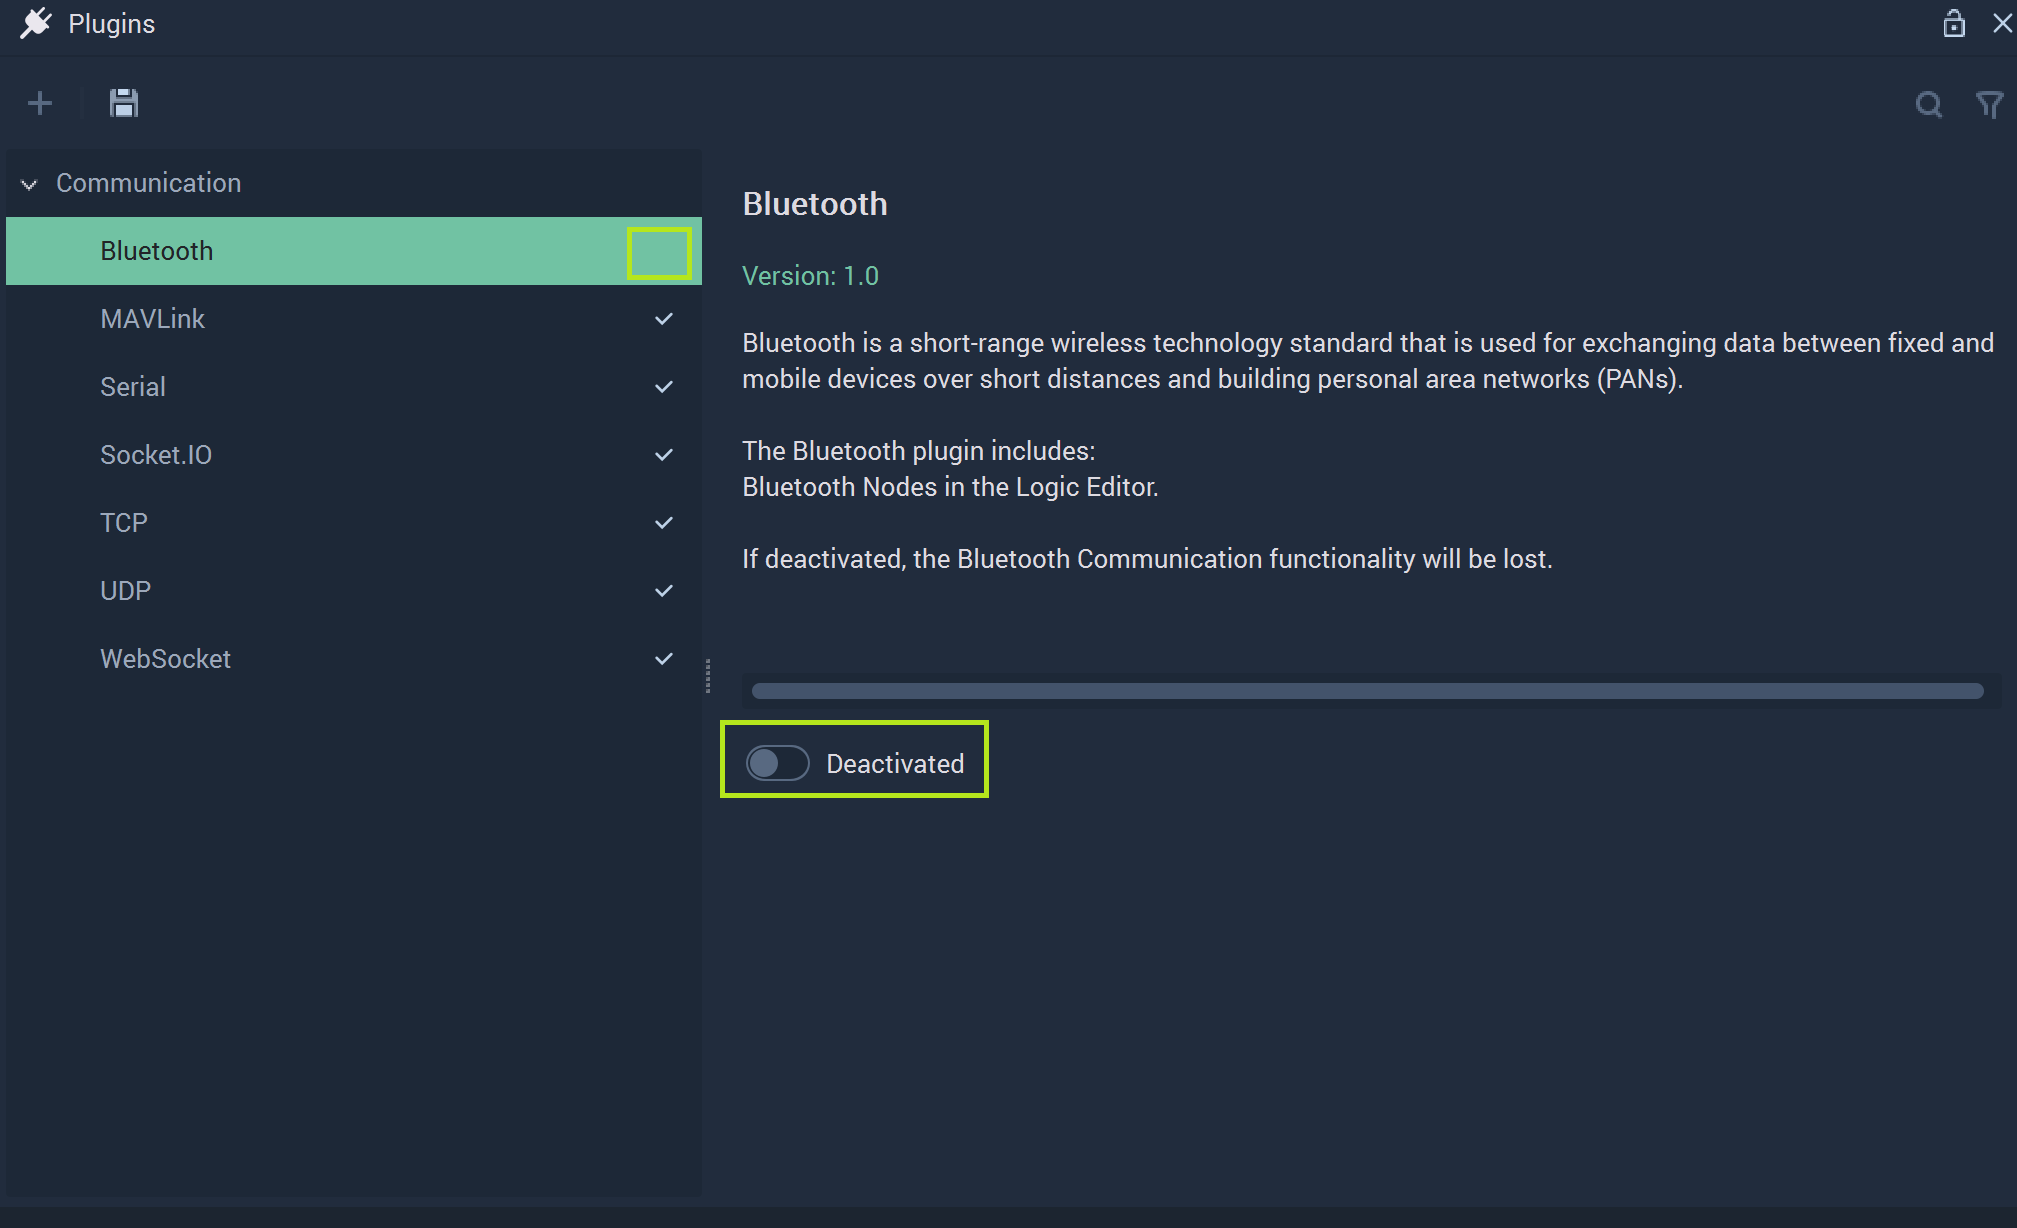 Plugins
Communication
Bluetooth
MAVLink
Serial
Socket.IO
TCP
UDP
WebSocket
Bluetooth
Version: 1.0
Bluetooth is a short-range wireless technology standard that is used for exchanging data between fixed and
mobile devices over short distances and building personal area networks (PANs).
The Bluetooth plugin includes:
Bluetooth Nodes in the Logic Editor.
If deactivated, the Bluetooth Communication functionality will be lost.
Deactivated